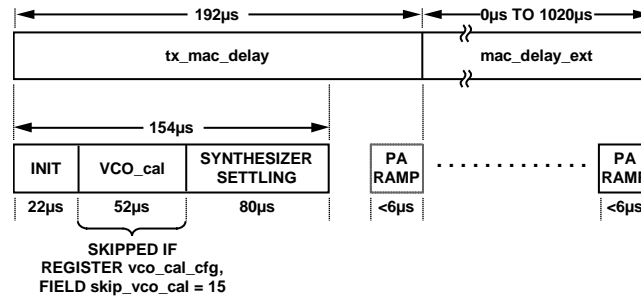 192µs
0µs TO 1020µs
tx_mac_delay
mac_delay_ext
154µs
INIT
VCO_cal
SYNTHESIZER
SETTLING
PA
RAMP
PA
RAMP
22µs
52µs
80µs
<6µs
<6µs
SKIPPED IF
REGISTER vco_cal_cfg,
FIELD skip_vco_cal = 15